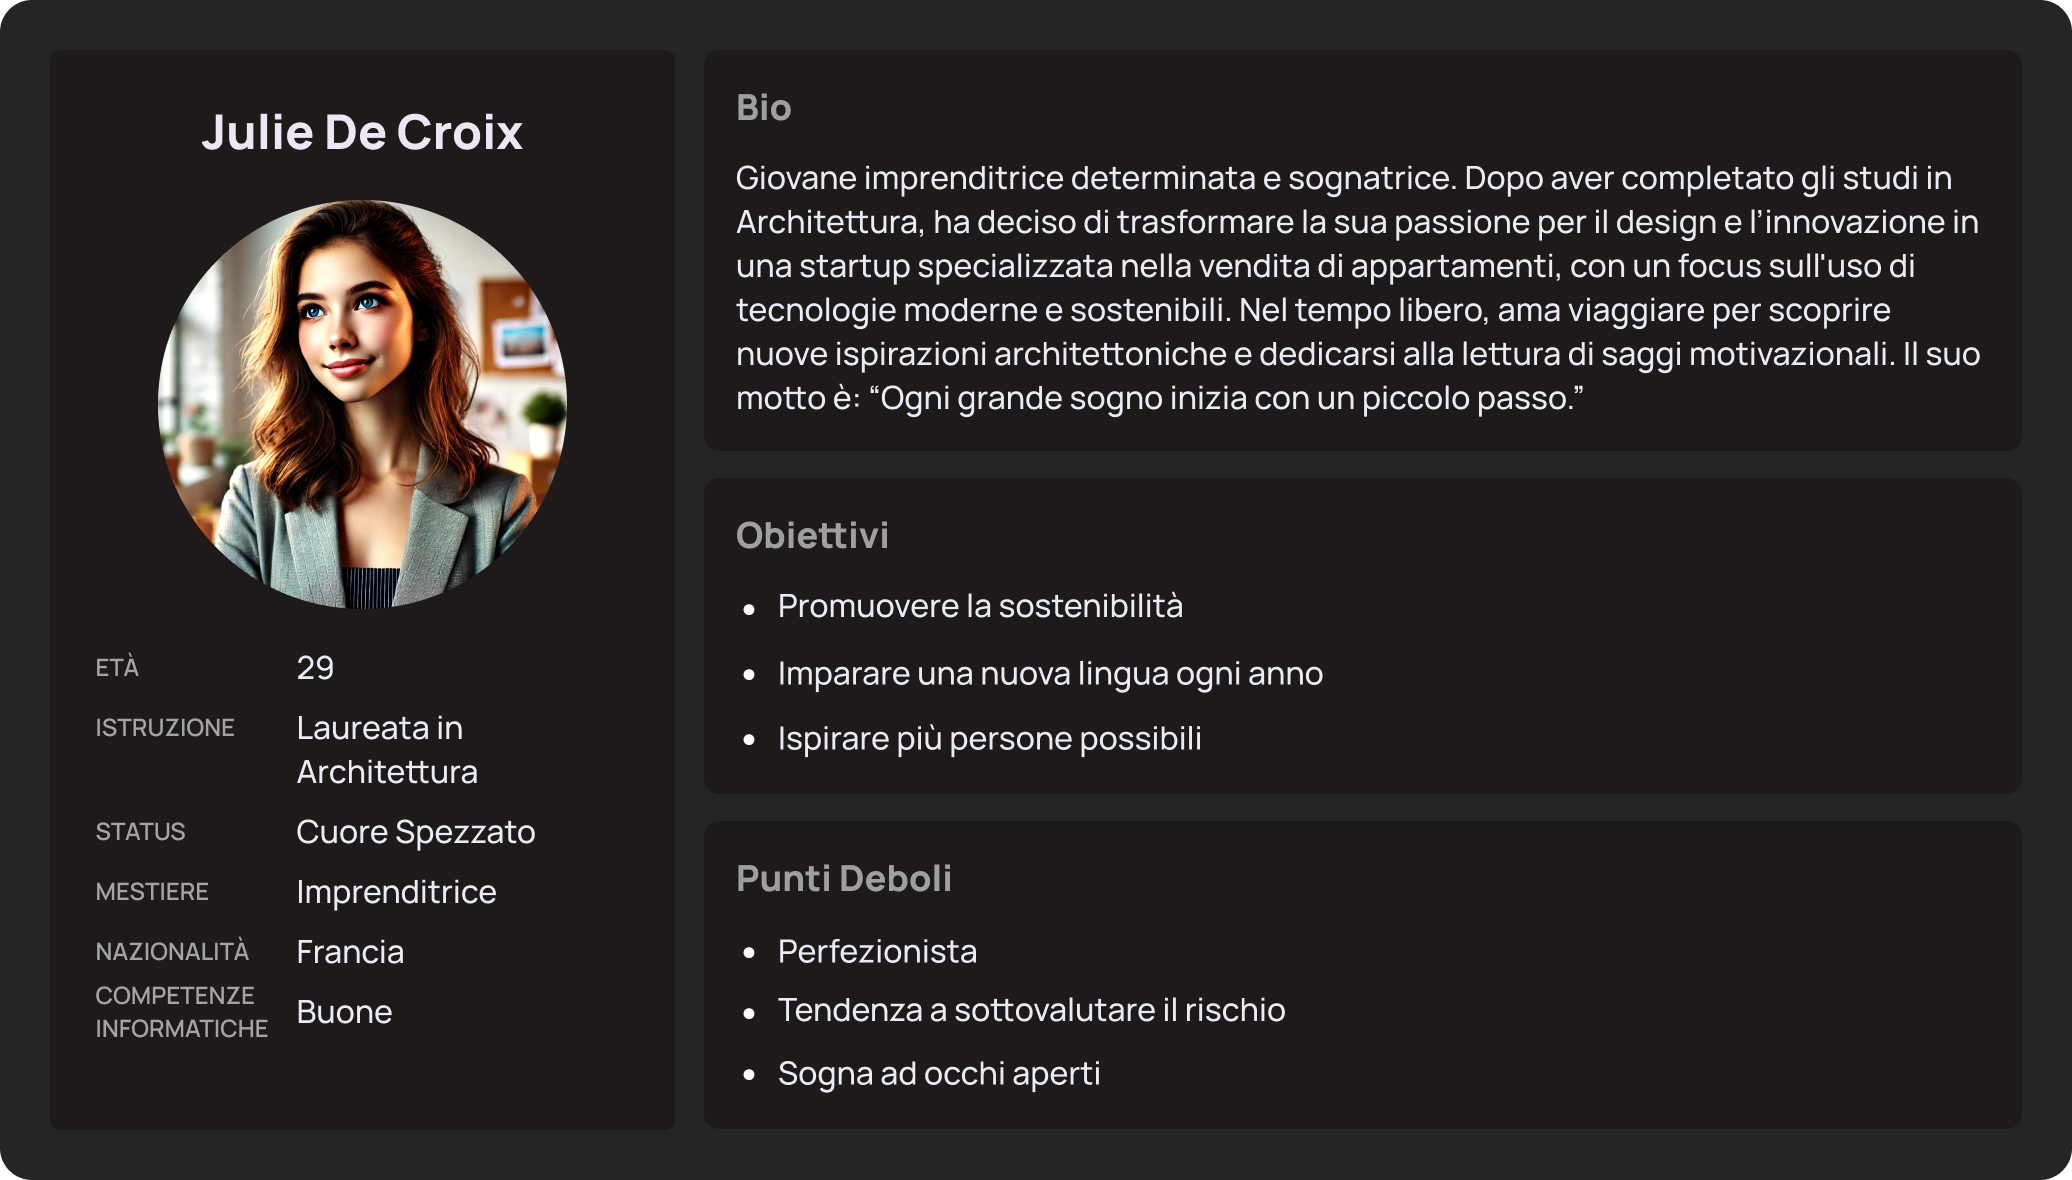 Julie De Croix
ETÀ 29
ISTRUZIONE Laureata in
Architettura
STATUS Cuore Spezzato
MESTIERE Imprenditrice
NAZIONALITÀ Francia
COMPETENZE
INFORMATICHE Buone
Bio
Giovane imprenditrice determinata e sognatrice. Dopo aver completato gli studi in
Architettura, ha deciso di trasformare la sua passione per il design e l’innovazione in
una startup specializzata nella vendita di appartamenti, con un focus sull'uso di
tecnologie moderne e sostenibili. Nel tempo libero, ama viaggiare per scoprire
nuove ispirazioni architettoniche e dedicarsi alla lettura di saggi motivazionali. Il suo
motto è: “Ogni grande sogno inizia con un piccolo passo.”
Obiettivi
• Promuovere la sostenibilità
• Imparare una nuova lingua ogni anno
• Ispirare più persone possibili
Punti Deboli
• Perfezionista
• Tendenza a sottovalutare il rischio
• Sogna ad occhi aperti